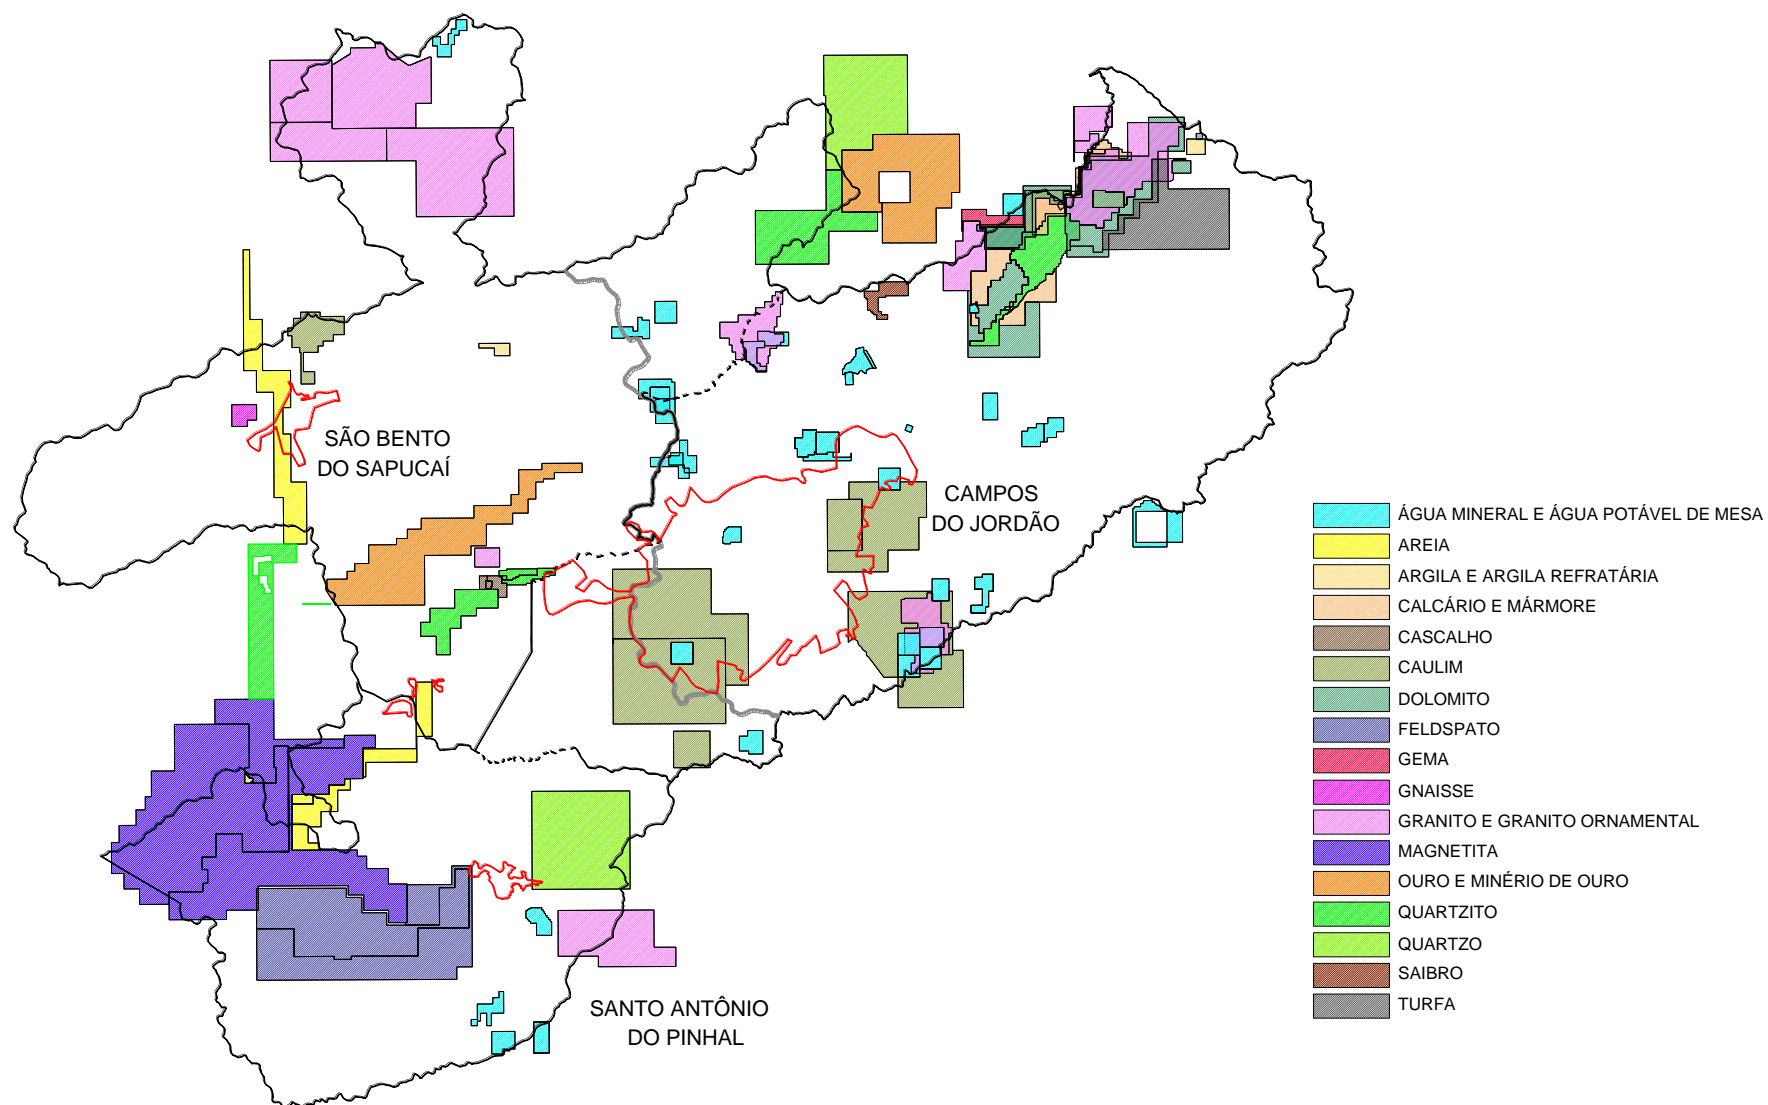 SÃO BENTO
DO SAPUCAÍ
CAMPOS
DO JORDÃO
SANTO ANTÔNIO
DO PINHAL
ÁGUA MINERAL E ÁGUA POTÁVEL DE MESA
AREIA
ARGILA E ARGILA REFRATÁRIA
CALCÁRIO E MÁRMORE
CASCALHO
CAULIM
DOLOMITO
FELDSPATO
GEMA
GNAISSE
GRANITO E GRANITO ORNAMENTAL
MAGNETITA
OURO E MINÉRIO DE OURO
QUARTZITO
QUARTZO
SAIBRO
TURFA